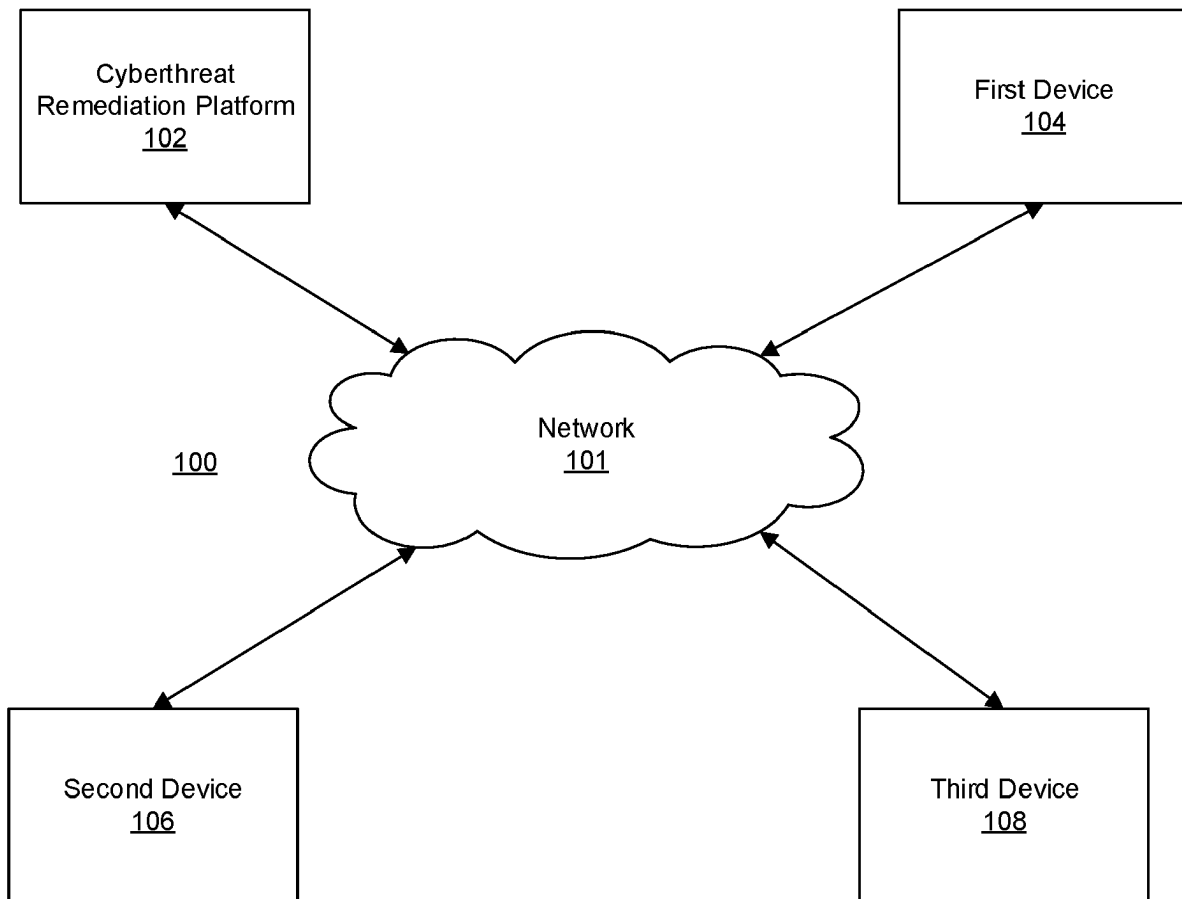 Cyberthreat
Remediation Platform
102
First Device
104
Network
101
100
Second Device
106
Third Device
108